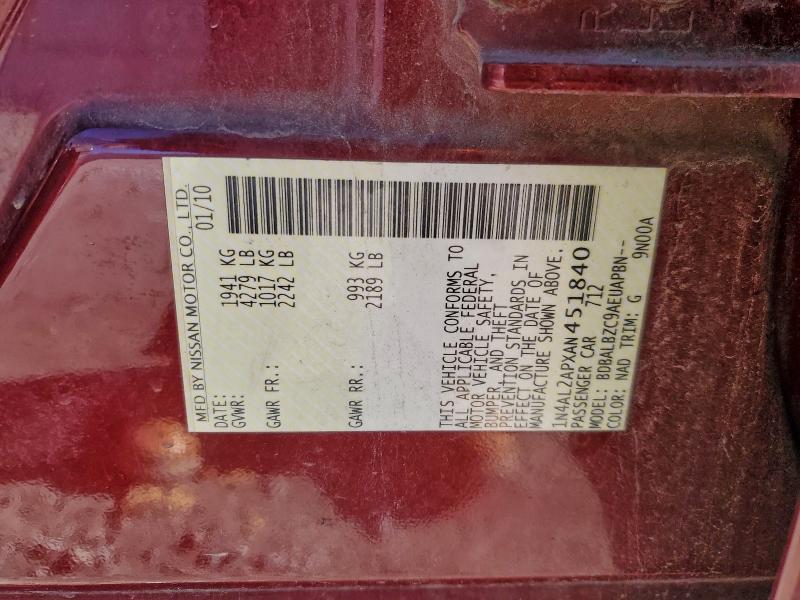 MFD BY NISSAN MOTOR CO., LTD.
DATE: 01/10
GVWR: 1941 KG
4279 LB
GAWR FR.: 1017 KG
2242 LB
GAWR RR.: 993 KG
2189 LB
THIS VEHICLE CONFORMS TO
ALL APPLICABLE FEDERAL
MOTOR VEHICLE SAFETY,
BUMPER, AND THEFT
PREVENTION STANDARDS IN
EFFECT ON THE DATE OF
MANUFACTURE SHOWN ABOVE.
1N4AL2APXAN451840
PASSENGER CAR 712
MODEL: BDBALBZC9AEUAPBN--
COLOR: NAD TRIM: G 9N00A